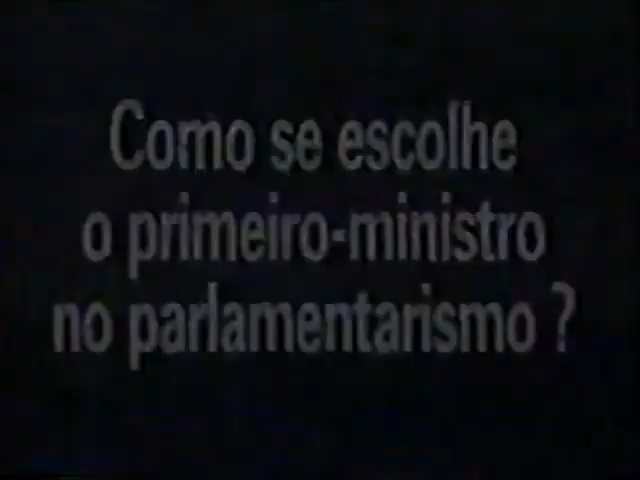 Como se escolhe
o primeiro-ministro
no parlamentarismo ?